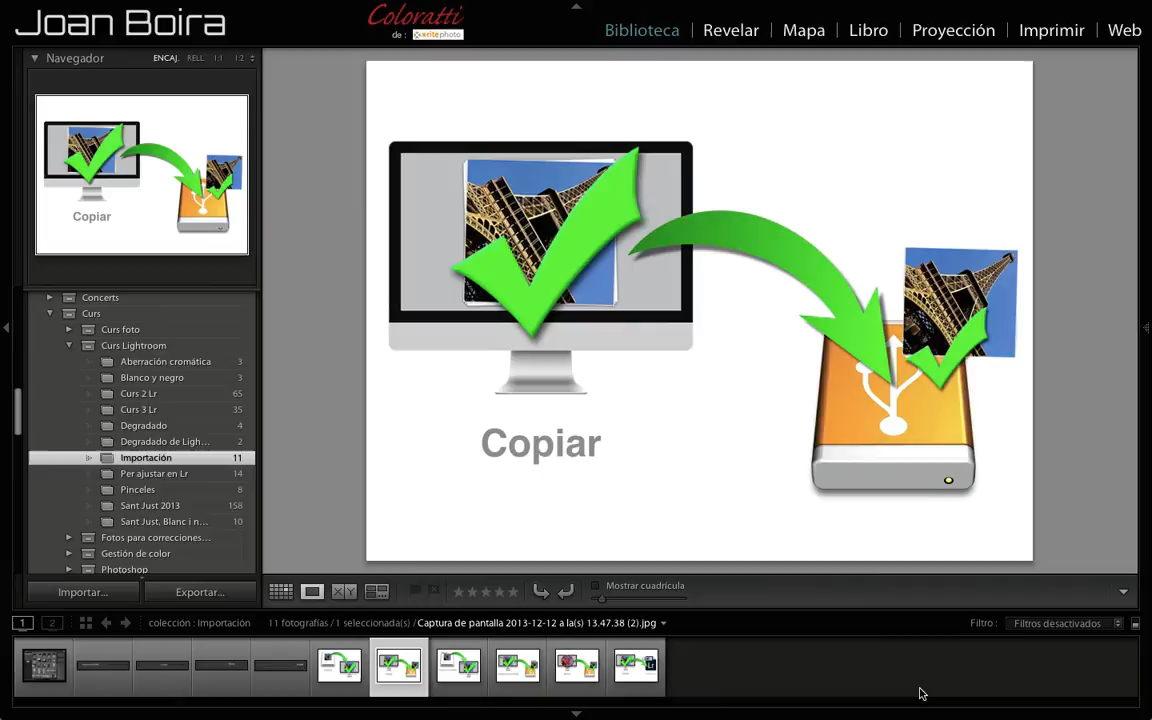 Joan Boira
Coloratti
de : x·ritephoto
Biblioteca | Revelar | Mapa | Libro | Proyección | Imprimir | Web
Navegador ENCAJ. RELL. 1:1 1:2
Copiar
Concerts
Curs
Curs foto
Curs Lightroom
Aberración cromática 3
Blanco y negro 3
Curs 2 Lr 65
Curs 3 Lr 35
Degradado 4
Degradado de Ligh... 2
Importación 11
Per ajustar en Lr 14
Pinceles 8
Sant Just 2013 158
Sant Just. Blanc i n... 10
Fotos para correcciones...
Gestión de color
Photoshop
Copiar
Importar... Exportar...
X Y Mostrar cuadrícula
1 2 colección : Importación 11 fotografías / 1 seleccionada(s) / Captura de pantalla 2013-12-12 a la(s) 13.47.38 (2).jpg Filtro : Filtros desactivados